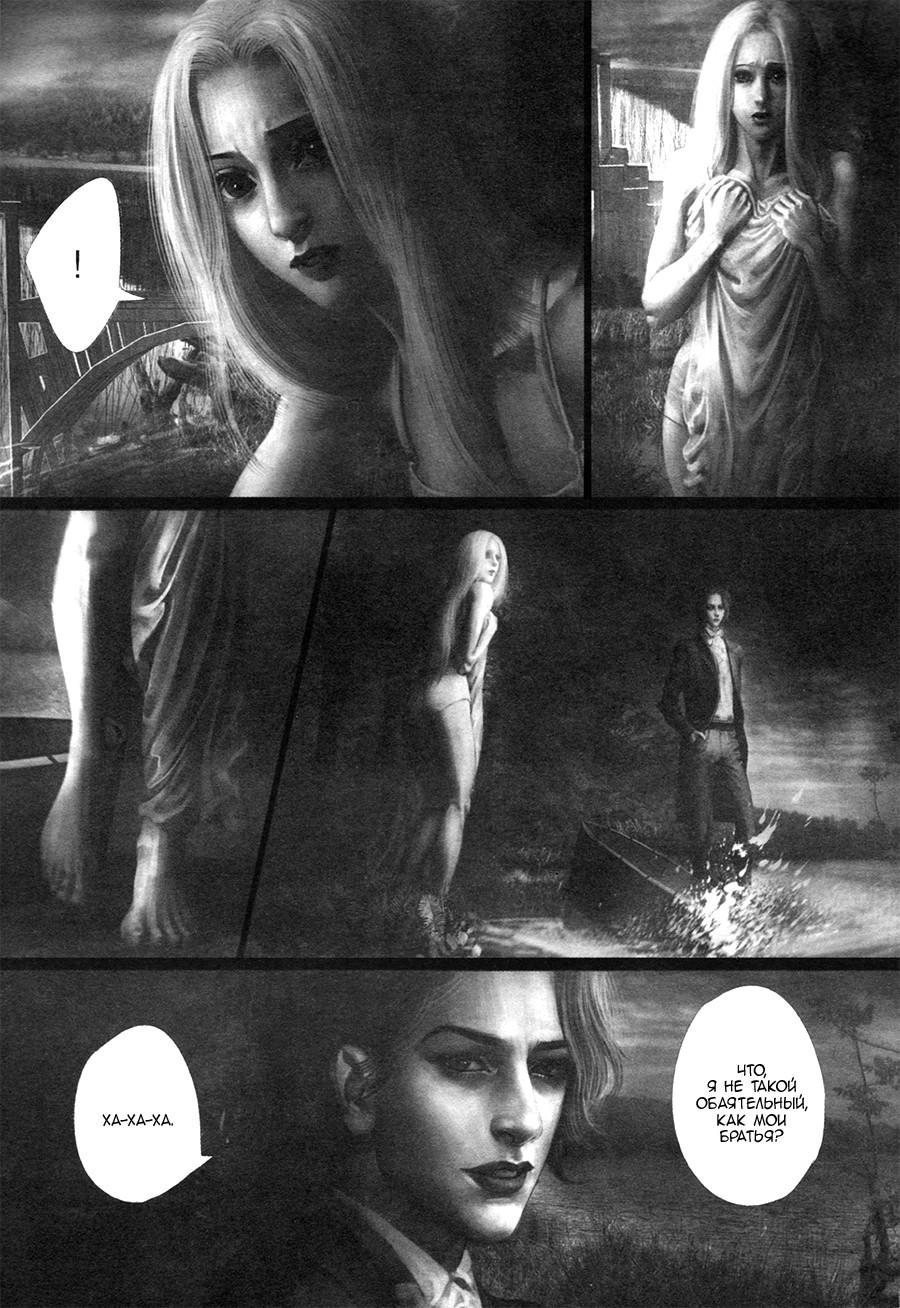 !
ЧТО,
Я НЕ ТАКОЙ
ОБАЯТЕЛЬНЫЙ,
КАК МОИ
БРАТЬЯ?
ХА-ХА-ХА.